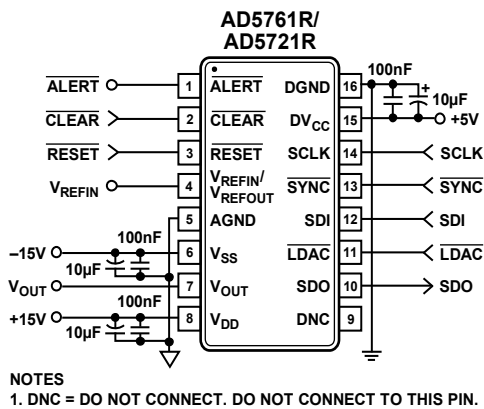 AD5761R/
AD5721R
ALERT
CLEAR
RESET
VREFIN
–15V
100nF
10µF
VOUT
100nF
+15V
10µF
1
ALERT
2
CLEAR
3
RESET
4
VREFIN/
VREFOUT
5
AGND
6
VSS
7
VOUT
8
VDD
DGND
16
DVCC
15
SCLK
14
SYNC
13
SDI
12
LDAC
11
SDO
10
DNC
9
100nF
+
10µF
+5V
SCLK
SYNC
SDI
LDAC
SDO
NOTES
1. DNC = DO NOT CONNECT. DO NOT CONNECT TO THIS PIN.